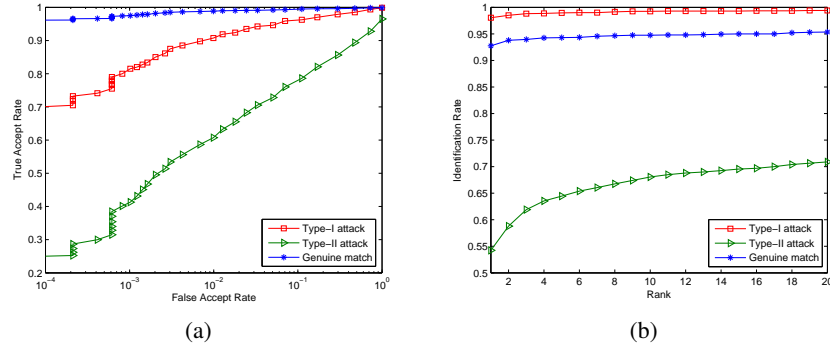 1
0.9
0.8
0.7
0.6
0.5
0.4
0.3
0.2
True Accept Rate
10⁻⁴
10⁻³
10⁻²
10⁻¹
10⁰
False Accept Rate
Type−I attack
Type−II attack
Genuine match
(a)
1
0.95
0.9
0.85
0.8
0.75
0.7
0.65
0.6
0.55
0.5
Identification Rate
2 4 6 8 10 12 14 16 18 20
Rank
Type−I attack
Type−II attack
Genuine match
(b)